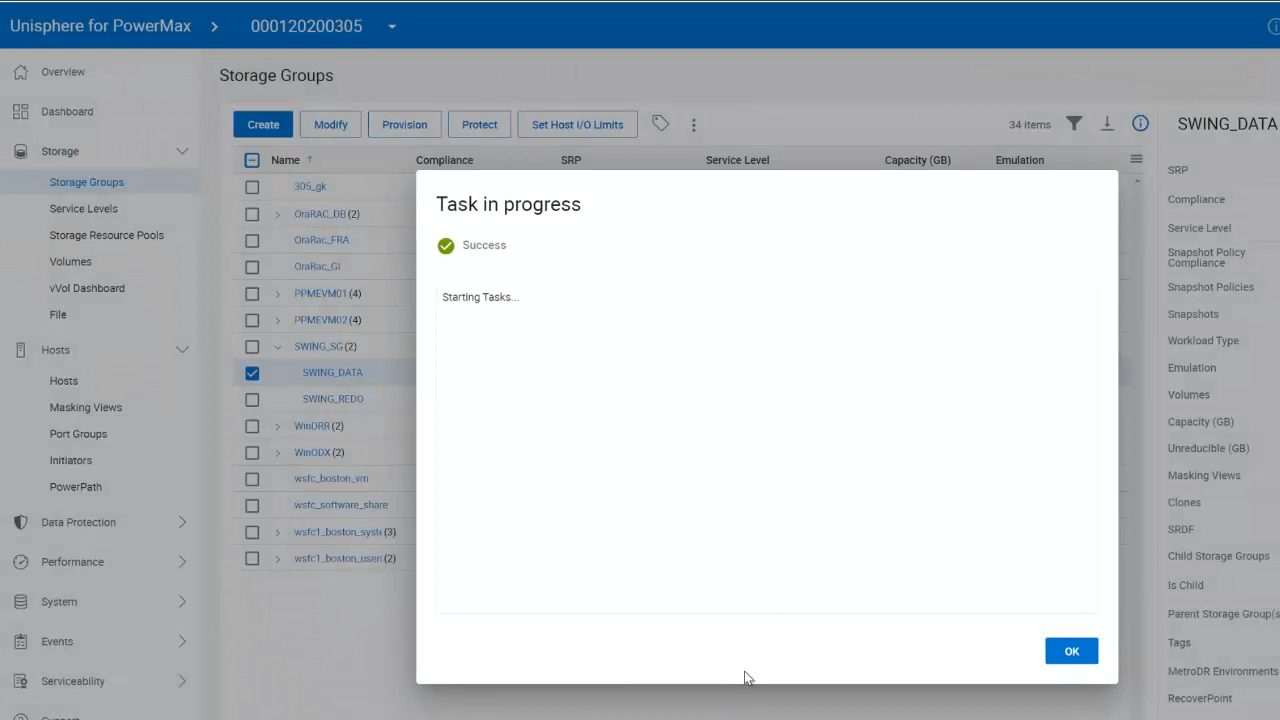 Unisphere for PowerMax > 000120200305
Overview
Dashboard
Storage
Storage Groups
Service Levels
Storage Resource Pools
Volumes
vVol Dashboard
File
Hosts
Hosts
Masking Views
Port Groups
Initiators
PowerPath
Data Protection
Performance
System
Events
Serviceability
Support
Storage Groups
Create Modify Provision Protect Set Host I/O Limits 34 items
Name ↑ Compliance SRP Service Level Capacity (GB) Emulation
305_gk
OraRAC_DB (2)
OraRac_FRA
OraRac_GI
PPMEVM01 (4)
PPMEVM02 (4)
SWING_SG (2)
SWING_DATA
SWING_REDO
WinDRR (2)
WinODX (2)
wsfc_boston_vm
wsfc_software_share
wsfc1_boston_syste (3)
wsfc1_boston_user (2)
Task in progress
Success
Starting Tasks...
OK
SWING_DATA
SRP
Compliance
Service Level
Snapshot Policy
Compliance
Snapshot Policies
Snapshots
Workload Type
Emulation
Volumes
Capacity (GB)
Unreducible (GB)
Masking Views
Clones
SRDF
Child Storage Groups
Is Child
Parent Storage Group(s
Tags
MetroDR Environments
RecoverPoint